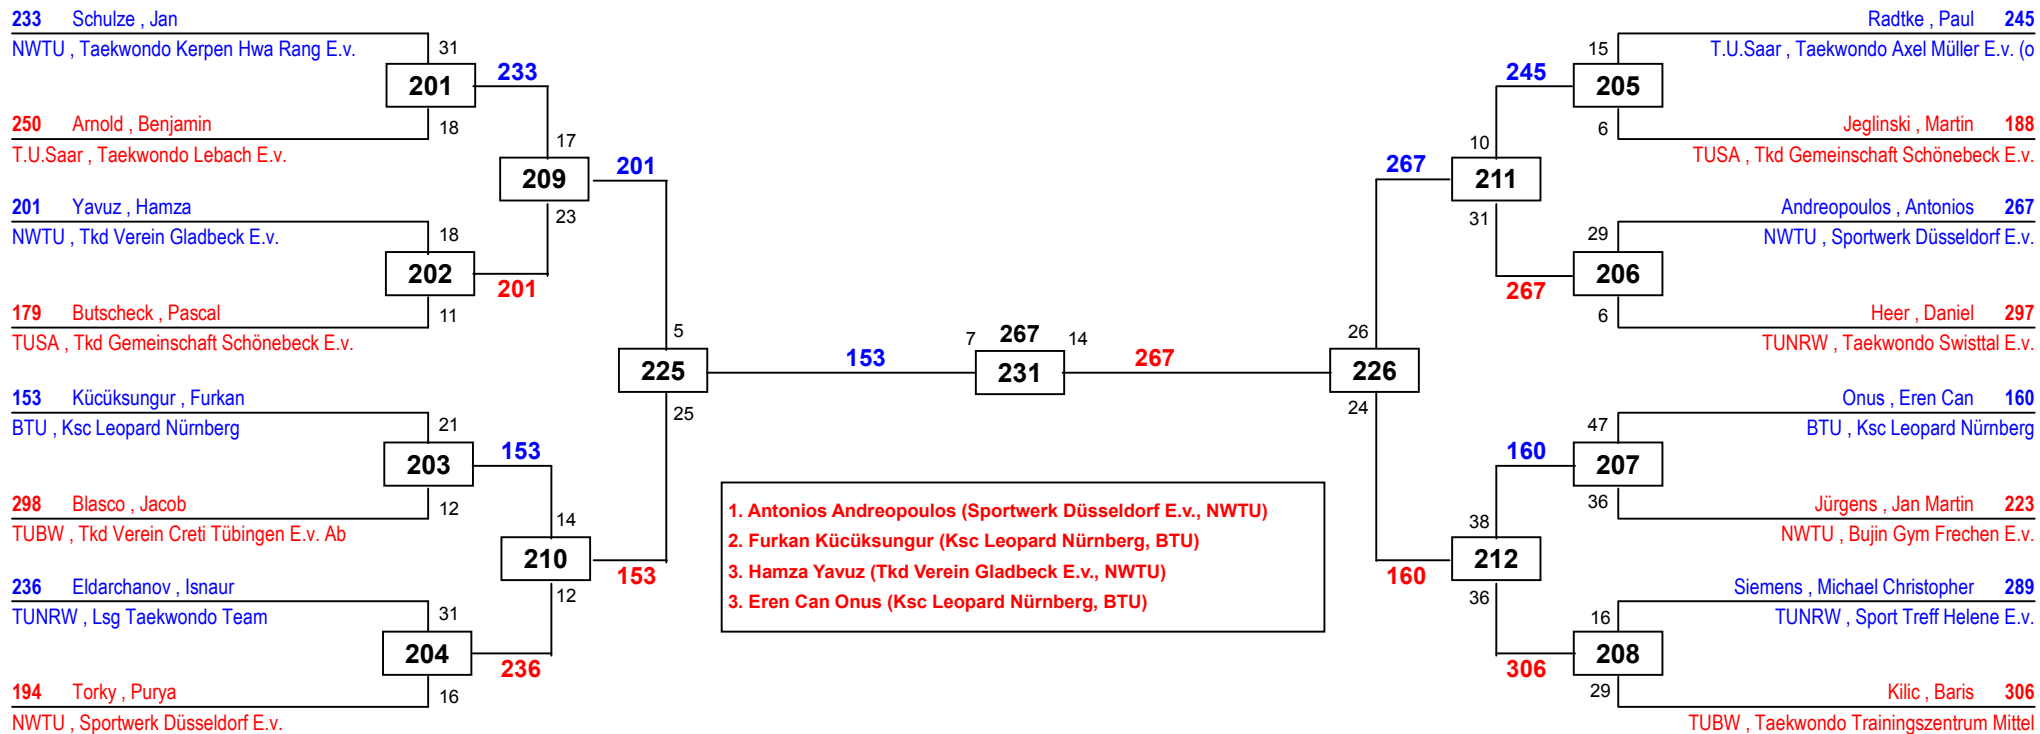 233 Schulze , Jan
NWTU , Taekwondo Kerpen Hwa Rang E.v.
31
201
18
233
250 Arnold , Benjamin
T.U.Saar , Taekwondo Lebach E.v.
17
209
23
201
201 Yavuz , Hamza
NWTU , Tkd Verein Gladbeck E.v.
18
202
11
201
179 Butscheck , Pascal
TUSA , Tkd Gemeinschaft Schönebeck E.v.
5
225
25
153
153 Kücüksungur , Furkan
BTU , Ksc Leopard Nürnberg
21
203
12
153
298 Blasco , Jacob
TUBW , Tkd Verein Creti Tübingen E.v. Ab
14
210
12
153
236 Eldarchanov , Isnaur
TUNRW , Lsg Taekwondo Team
31
204
16
236
194 Torky , Purya
NWTU , Sportwerk Düsseldorf E.v.
7 267 14
231
267
1. Antonios Andreopoulos (Sportwerk Düsseldorf E.v., NWTU)
2. Furkan Kücüksungur (Ksc Leopard Nürnberg, BTU)
3. Hamza Yavuz (Tkd Verein Gladbeck E.v., NWTU)
3. Eren Can Onus (Ksc Leopard Nürnberg, BTU)
Radtke , Paul 245
T.U.Saar , Taekwondo Axel Müller E.v. (o
15
205
6
245
Jeglinski , Martin 188
TUSA , Tkd Gemeinschaft Schönebeck E.v.
10
211
31
267
Andreopoulos , Antonios 267
NWTU , Sportwerk Düsseldorf E.v.
29
206
6
267
Heer , Daniel 297
TUNRW , Taekwondo Swisttal E.v.
26
226
24
Onus , Eren Can 160
BTU , Ksc Leopard Nürnberg
47
207
36
160
Jürgens , Jan Martin 223
NWTU , Bujin Gym Frechen E.v.
38
212
36
160
Siemens , Michael Christopher 289
TUNRW , Sport Treff Helene E.v.
16
208
29
306
Kilic , Baris 306
TUBW , Taekwondo Trainingszentrum Mittel